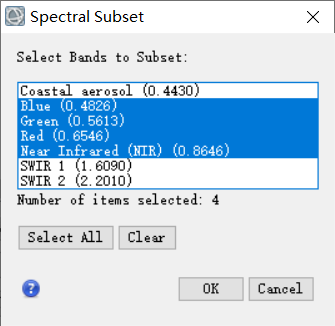 Spectral Subset
Select Bands to Subset:
Coastal aerosol (0.4430)
Blue (0.4826)
Green (0.5613)
Red (0.6546)
Near Infrared (NIR) (0.8646)
SWIR 1 (1.6090)
SWIR 2 (2.2010)
Number of items selected: 4
Select All Clear
? OK Cancel